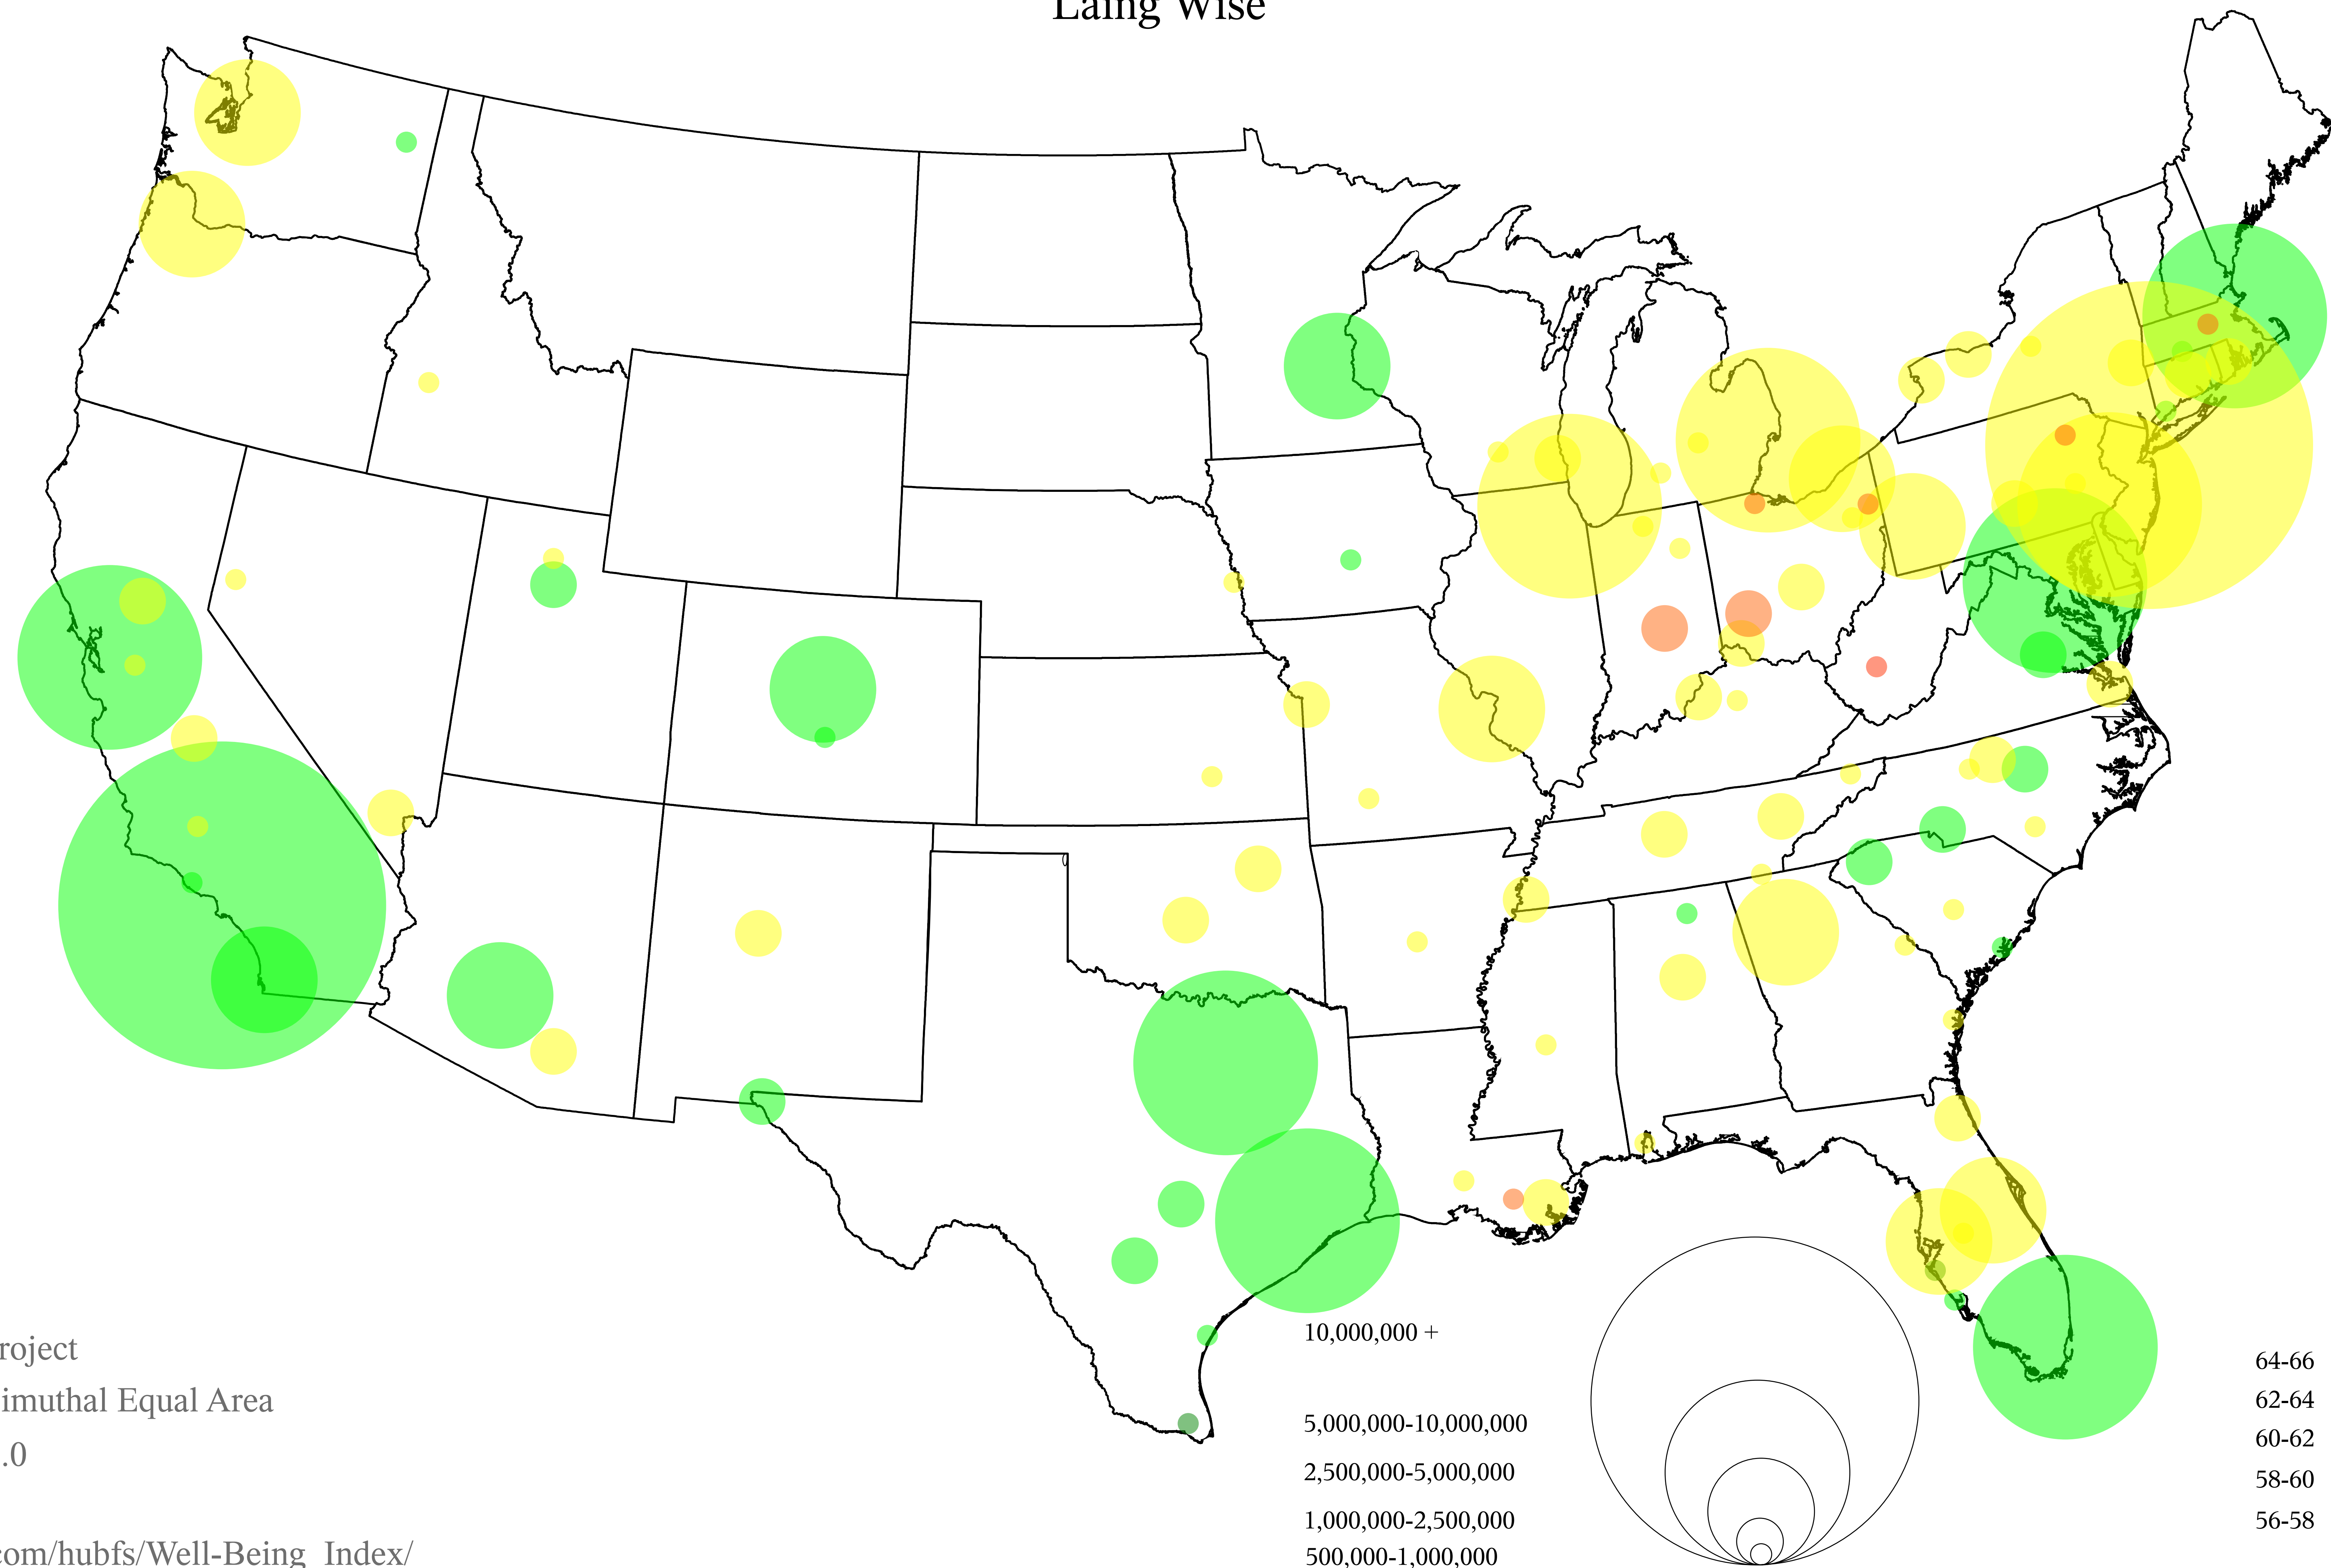 Laing Wise
roject
imuthal Equal Area
.0
com/hubfs/Well-Being_Index/
10,000,000 +
5,000,000-10,000,000
2,500,000-5,000,000
1,000,000-2,500,000
500,000-1,000,000
64-66
62-64
60-62
58-60
56-58